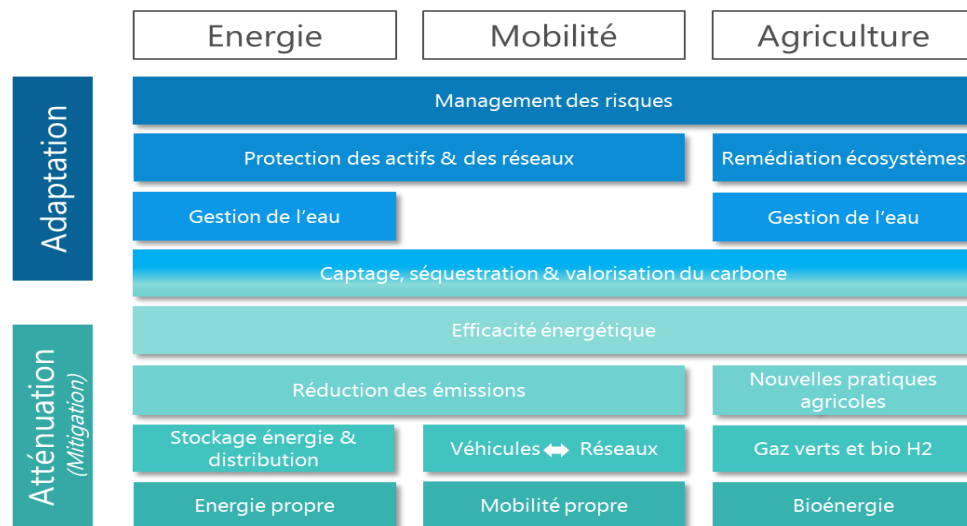 Energie
Mobilité
Agriculture
Adaptation
Management des risques
Protection des actifs & des réseaux
Remédiation écosystèmes
Gestion de l'eau
Gestion de l'eau
Captage, séquestration & valorisation du carbone
Atténuation
(Mitigation)
Efficacité énergétique
Réduction des émissions
Nouvelles pratiques
agricoles
Stockage énergie &
distribution
Véhicules ⬌ Réseaux
Gaz verts et bio H2
Energie propre
Mobilité propre
Bioénergie